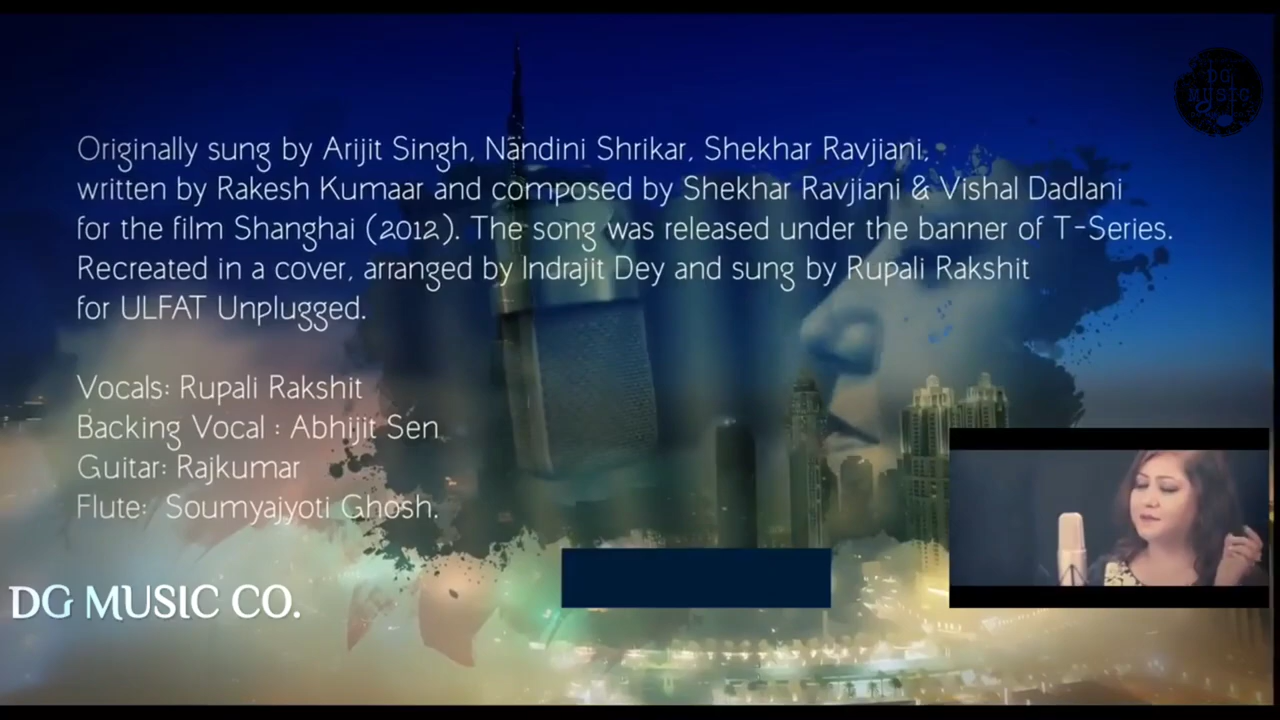 DG
MUSIC
Originally sung by Arijit Singh, Nandini Shrikar, Shekhar Ravjiani,
written by Rakesh Kumaar and composed by Shekhar Ravjiani & Vishal Dadlani
for the film Shanghai (2012). The song was released under the banner of T-Series.
Recreated in a cover, arranged by Indrajit Dey and sung by Rupali Rakshit
for ULFAT Unplugged.
Vocals: Rupali Rakshit
Backing Vocal : Abhijit Sen
Guitar: Rajkumar
Flute: Soumyajyoti Ghosh.
DG MUSIC CO.